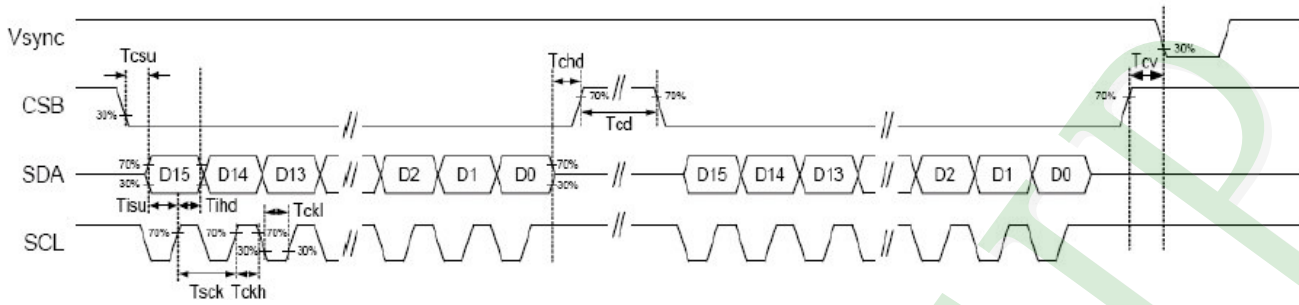 Vsync 30%
Tcsu Tchd Tcv
CSB 30% 70% 70% 70%
Tcd
SDA 70% 30% D15 D14 D13 D2 D1 D0 70% 30% D15 D14 D13 D2 D1 D0
Tisu Tihd Tckl
SCL 70% 70% 30% 70% 30%
Tsck Tckh